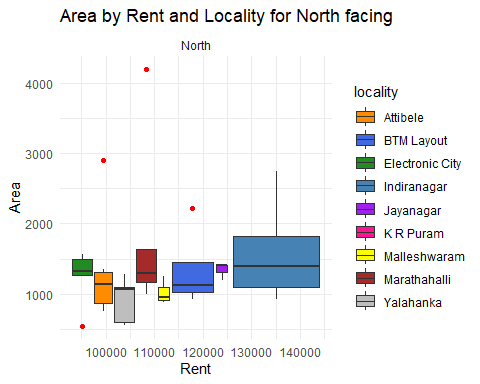 Area by Rent and Locality for North facing
North
4000
3000
2000
1000
Area
100000 110000 120000 130000 140000
Rent
locality
Attibele
BTM Layout
Electronic City
Indiranagar
Jayanagar
K R Puram
Malleshwaram
Marathahalli
Yalahanka